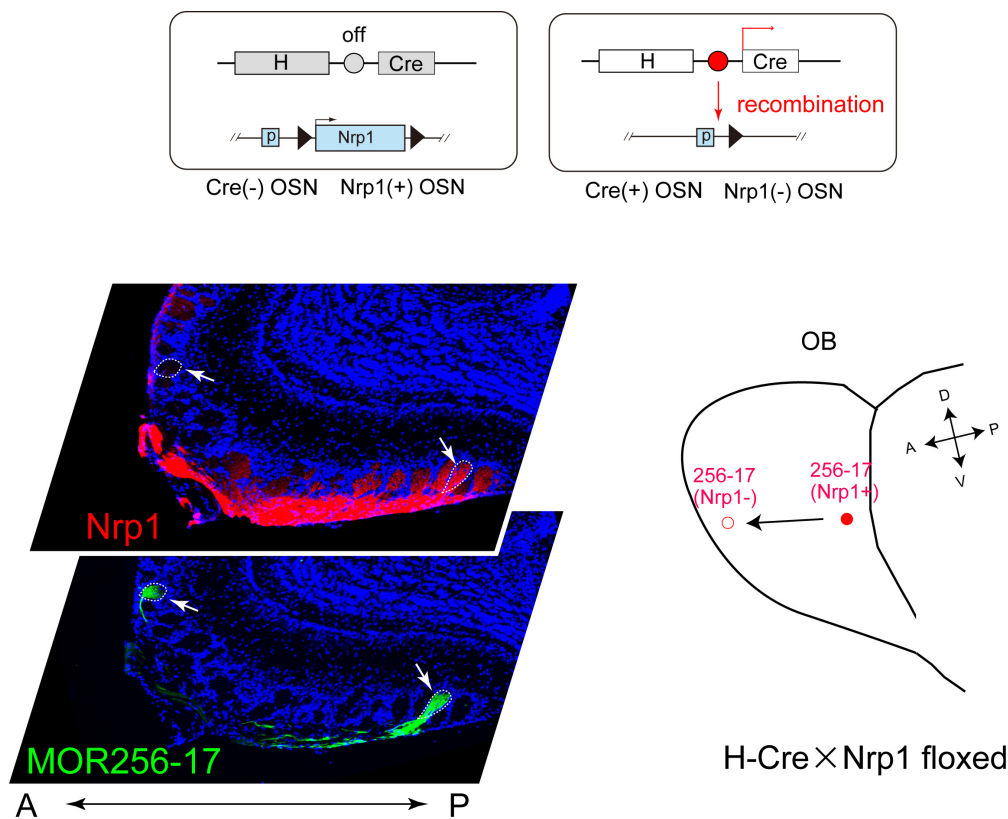 off
H
Cre
H
Cre
recombination
p
Nrp1
p
Cre(-) OSN
Nrp1(+) OSN
Cre(+) OSN
Nrp1(-) OSN
OB
D
A
P
V
256-17
(Nrp1-)
256-17
(Nrp1+)
Nrp1
MOR256-17
A
P
H-Cre×Nrp1 floxed